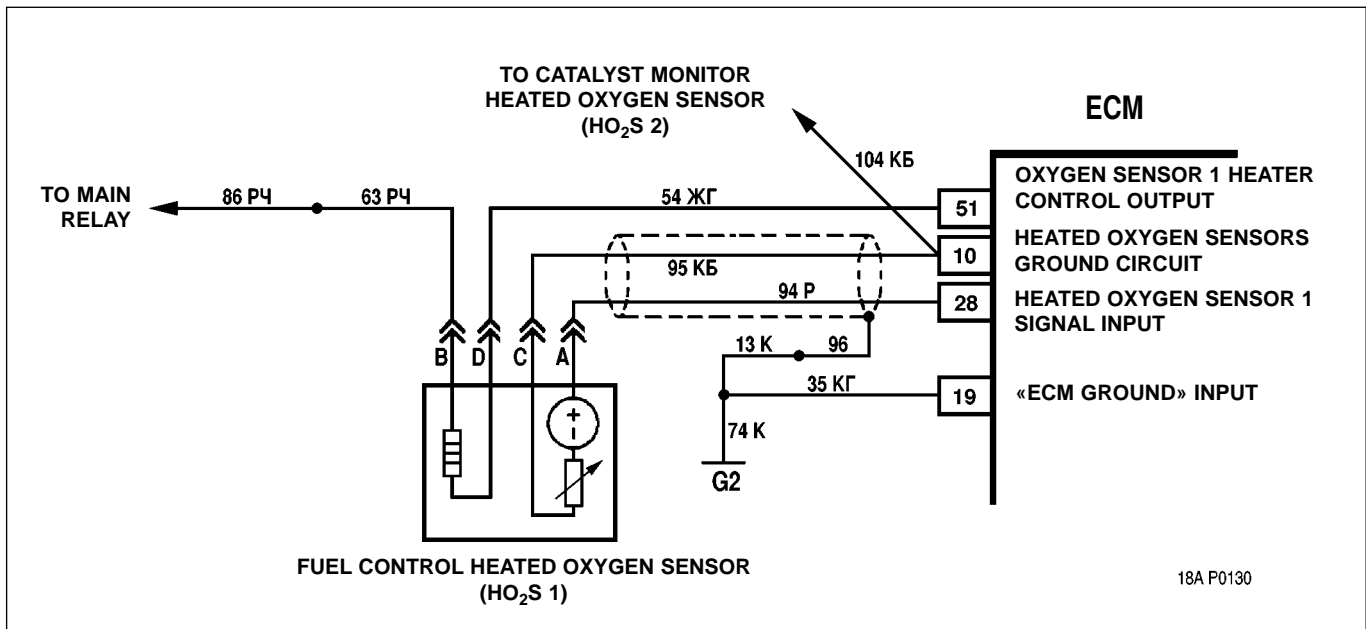 TO CATALYST MONITOR
HEATED OXYGEN SENSOR
(HO2S 2)
ECM
104 КБ
TO MAIN
RELAY
86 РЧ
63 РЧ
54 ЖГ
51
OXYGEN SENSOR 1 HEATER
CONTROL OUTPUT
95 КБ
10
HEATED OXYGEN SENSORS
GROUND CIRCUIT
94 Р
28
HEATED OXYGEN SENSOR 1
SIGNAL INPUT
B
D
C
A
13 К
96
35 КГ
19
«ECM GROUND» INPUT
74 К
G2
FUEL CONTROL HEATED OXYGEN SENSOR
(HO2S 1)
18A P0130